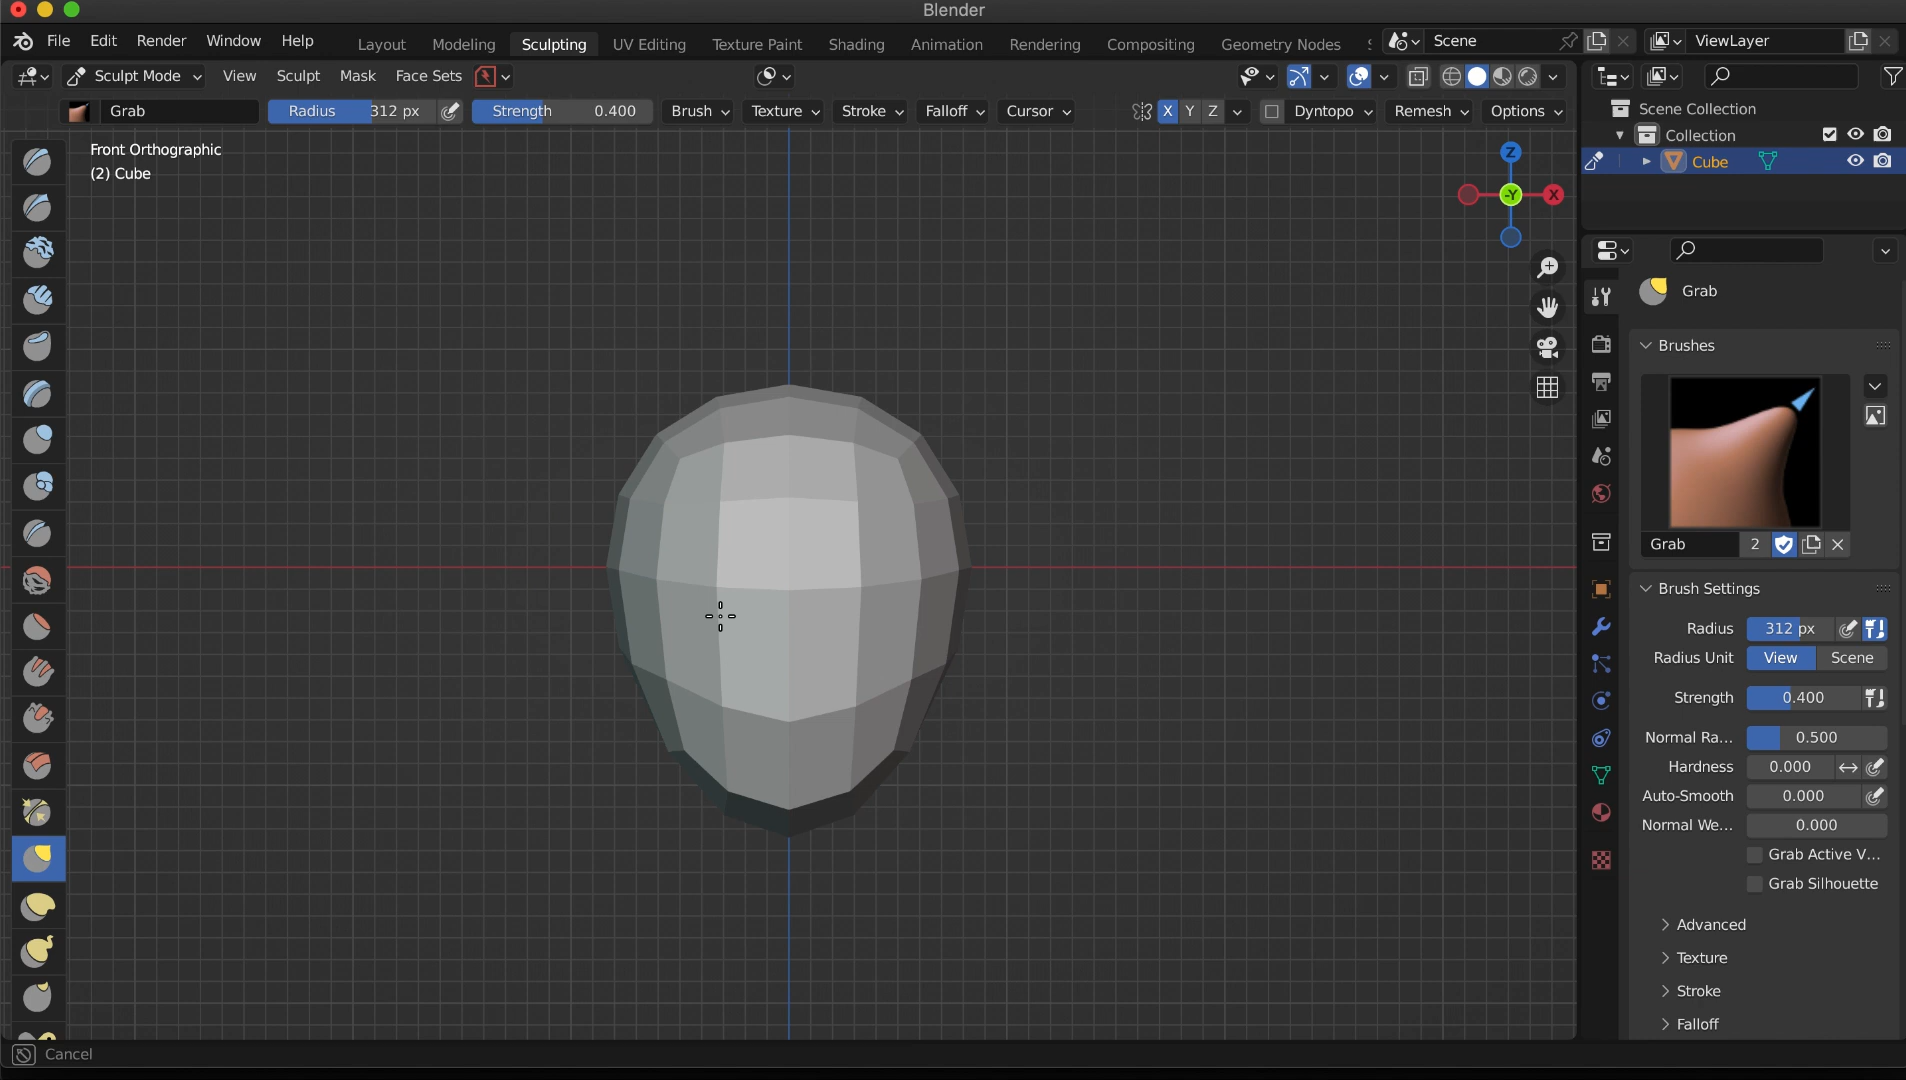 Blender
File Edit Render Window Help Layout Modeling Sculpting UV Editing Texture Paint Shading Animation Rendering Compositing Geometry Nodes Scene ViewLayer
Sculpt Mode View Sculpt Mask Face Sets
Grab Radius 312 px Strength 0.400 Brush Texture Stroke Falloff Cursor X Y Z Dyntopo Remesh Options
Scene Collection
Collection
Cube
Front Orthographic
(2) Cube
Z
-Y X
Grab
Brushes
Grab 2
Brush Settings
Radius 312 px
Radius Unit View Scene
Strength 0.400
Normal Ra... 0.500
Hardness 0.000
Auto-Smooth 0.000
Normal We... 0.000
Grab Active V...
Grab Silhouette
Advanced
Texture
Stroke
Falloff
Cancel